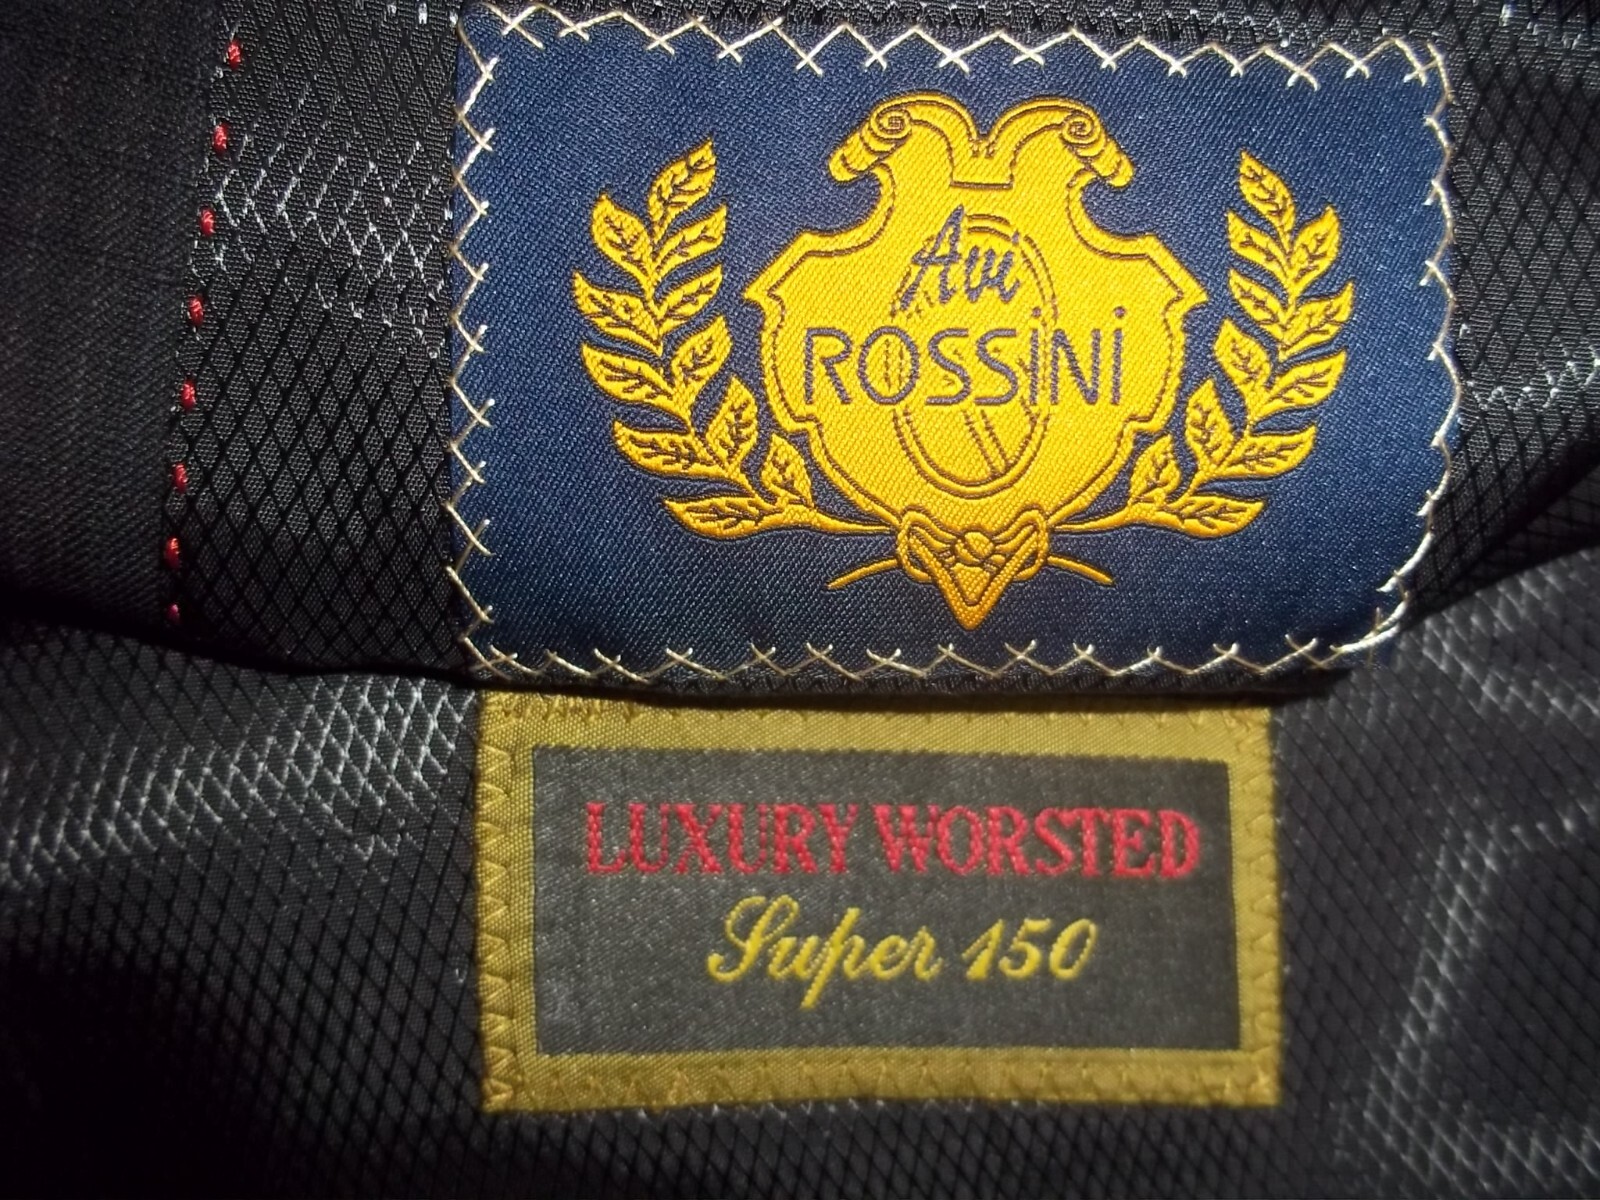 Avi
ROSSiNi
LUXURY WORSTED
Super 150